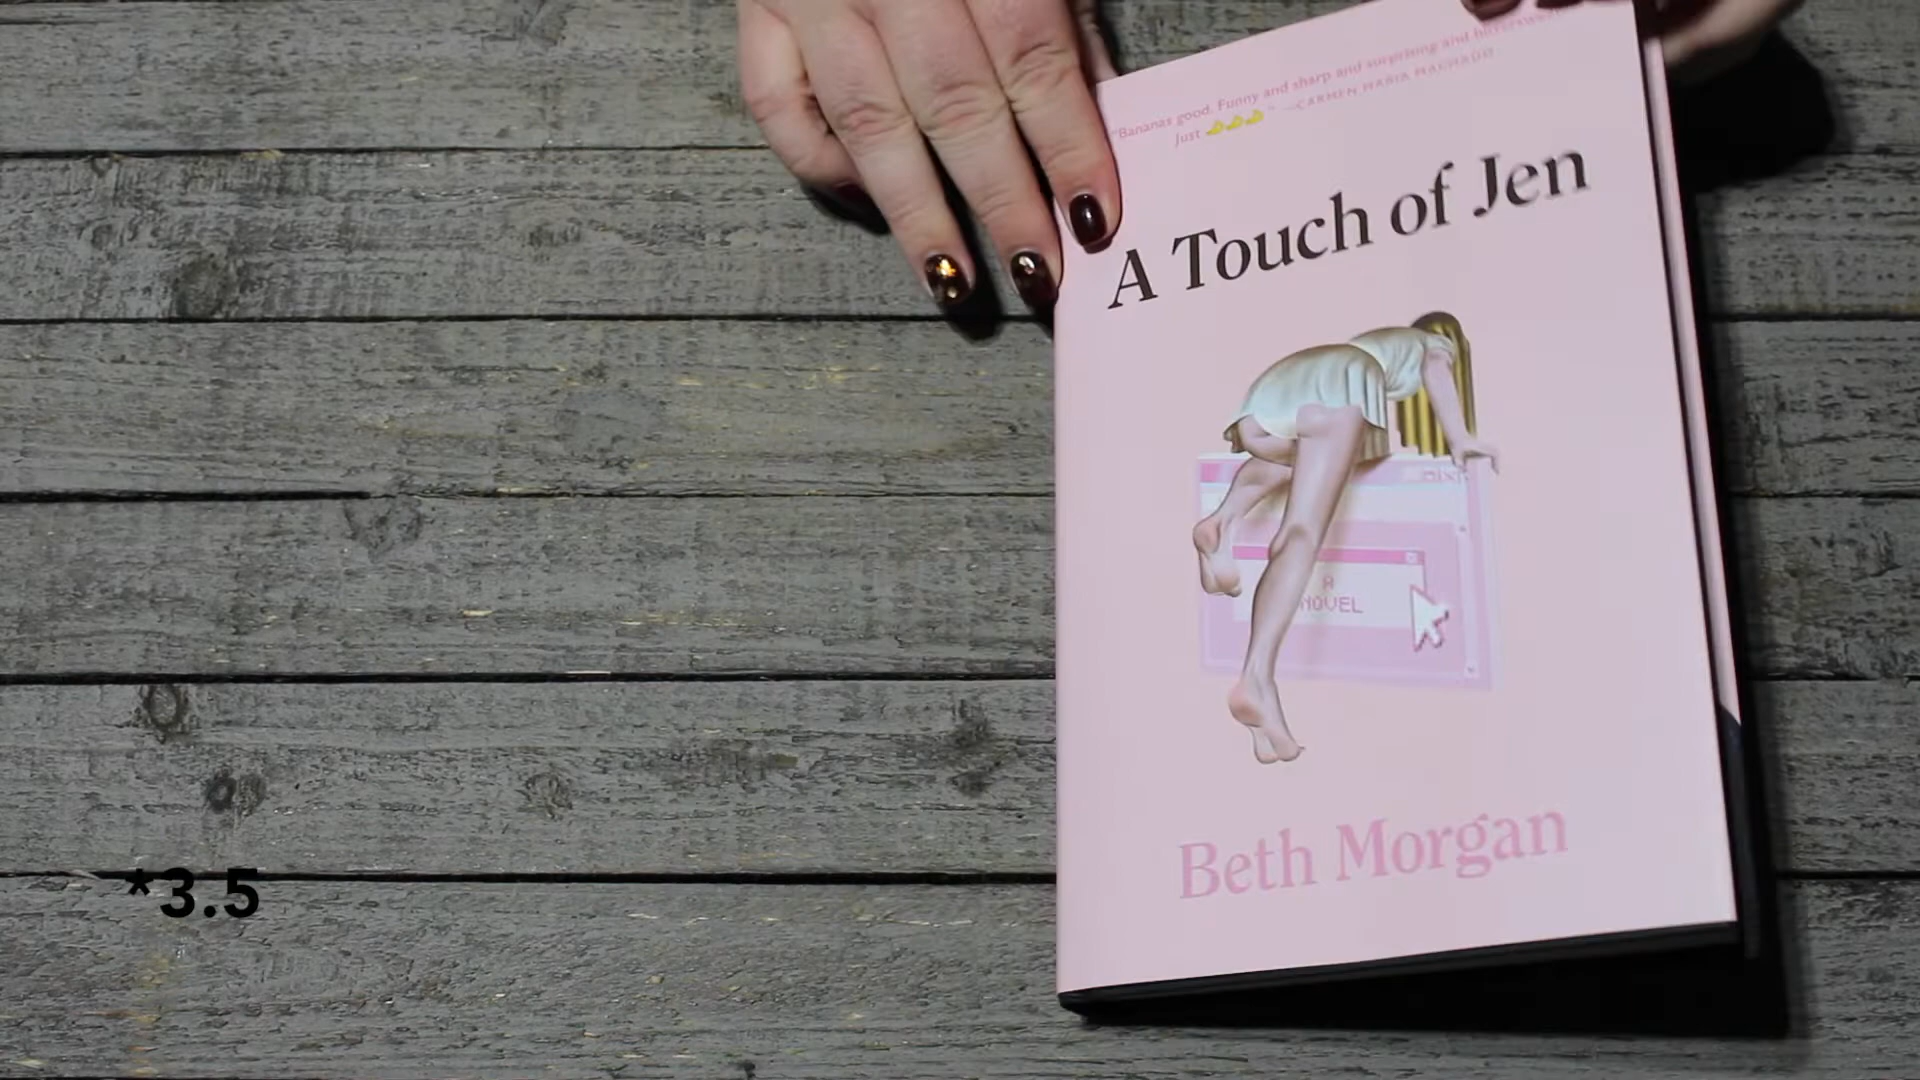 "Bananas good. Funny and sharp and surprising and
Just 🍌🍌🍌" —CARMEN MARIA MACHADO
A Touch of Jen
A
NOVEL
Beth Morgan
*3.5